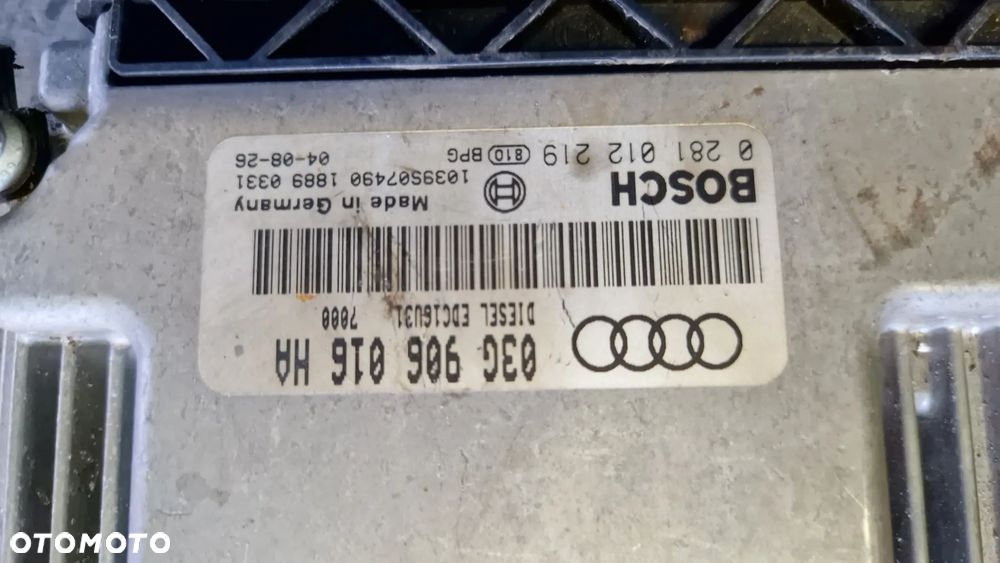 03G 906 016 HA
DIESEL EDC16U31
7000
BOSCH
Made in Germany
1039S07490 1889 0331
0 281 012 219 810 BPG
04-08-26
OTOMOTO